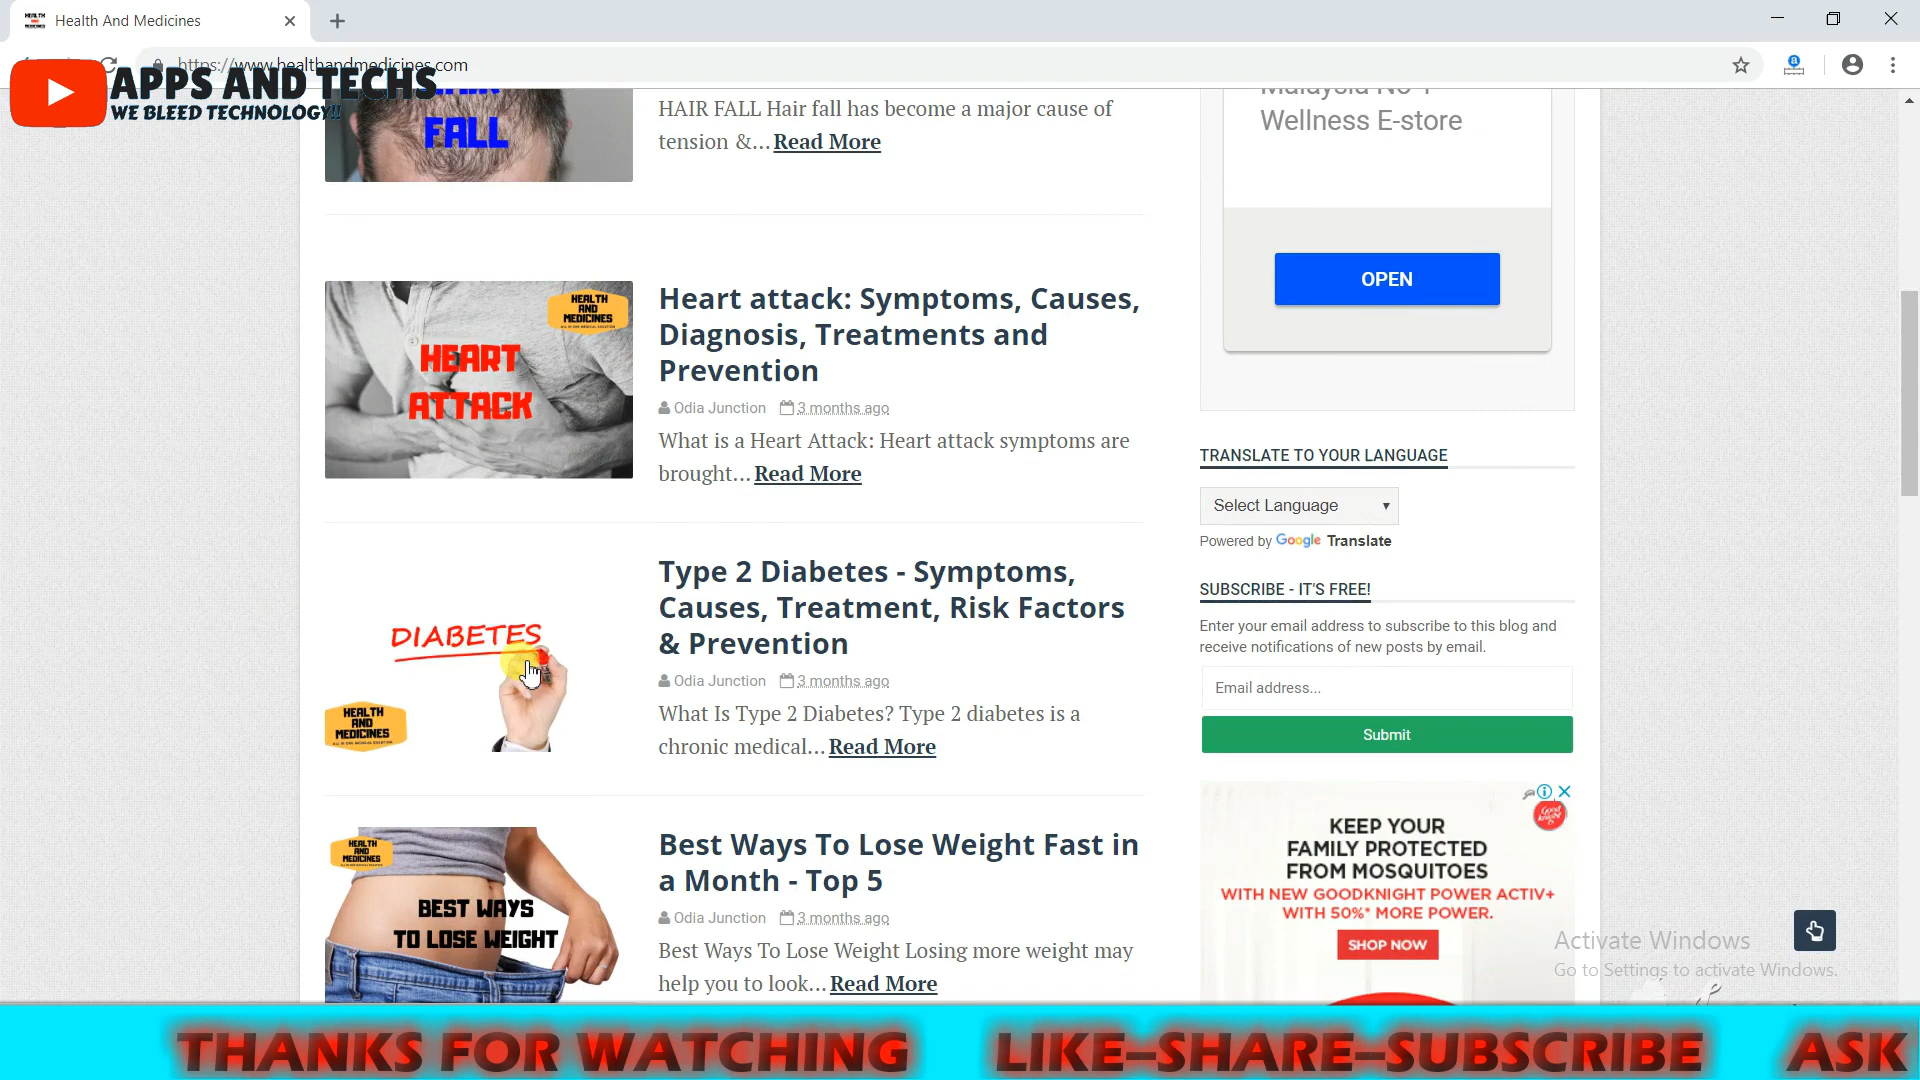 Health And Medicines
https://www.healthandmedicines.com
APPS AND TECHS
WE BLEED TECHNOLOGY!!
FALL
HAIR FALL Hair fall has become a major cause of
tension &... Read More
HEALTH
AND
MEDICINES
HEART
ATTACK
Heart attack: Symptoms, Causes,
Diagnosis, Treatments and
Prevention
Odia Junction 3 months ago
What is a Heart Attack: Heart attack symptoms are
brought... Read More
DIABETES
HEALTH
AND
MEDICINES
ALL IN ONE MEDICAL SOLUTION
Type 2 Diabetes - Symptoms,
Causes, Treatment, Risk Factors
& Prevention
Odia Junction 3 months ago
What Is Type 2 Diabetes? Type 2 diabetes is a
chronic medical... Read More
HEALTH
AND
MEDICINES
BEST WAYS
TO LOSE WEIGHT
Best Ways To Lose Weight Fast in
a Month - Top 5
Odia Junction 3 months ago
Best Ways To Lose Weight Losing more weight may
help you to look... Read More
Malaysia No 1
Wellness E-store
OPEN
TRANSLATE TO YOUR LANGUAGE
Select Language
Powered by Google Translate
SUBSCRIBE - IT'S FREE!
Enter your email address to subscribe to this blog and
receive notifications of new posts by email.
Email address...
Submit
Good
knight
KEEP YOUR
FAMILY PROTECTED
FROM MOSQUITOES
WITH NEW GOODKNIGHT POWER ACTIV+
WITH 50%* MORE POWER.
SHOP NOW
Activate Windows
Go to Settings to activate Windows.
THANKS FOR WATCHING LIKE-SHARE-SUBSCRIBE ASK